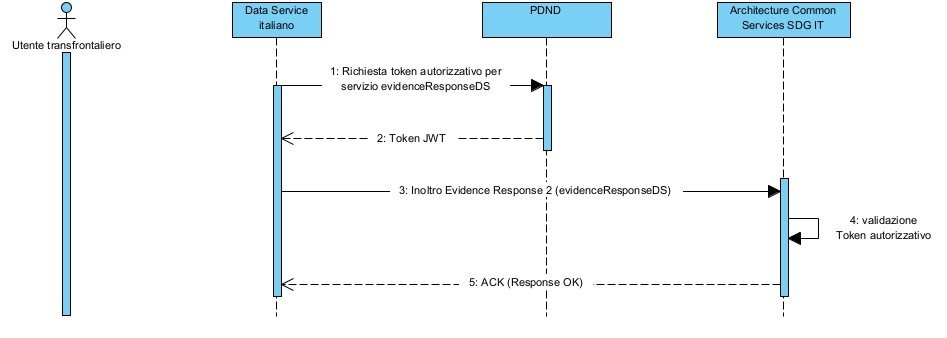 Data Service
italiano
PDND
Architecture Common
Services SDG IT
Utente transfrontaliero
1: Richiesta token autorizzativo per
servizio evidenceResponseDS
2: Token JWT
3: Inoltro Evidence Response 2 (evidenceResponseDS)
4: validazione
Token autorizzativo
5: ACK (Response OK)